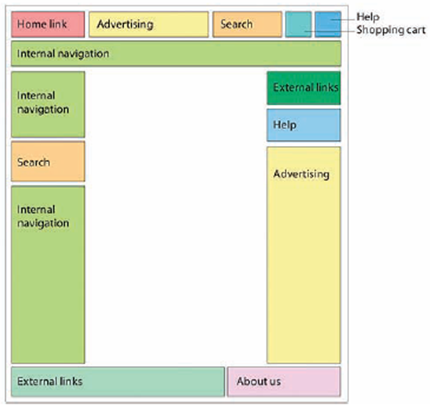 Home link
Advertising
Search
Help
Shopping cart
Internal navigation
Internal
navigation
External links
Help
Search
Advertising
Internal
navigation
External links
About us